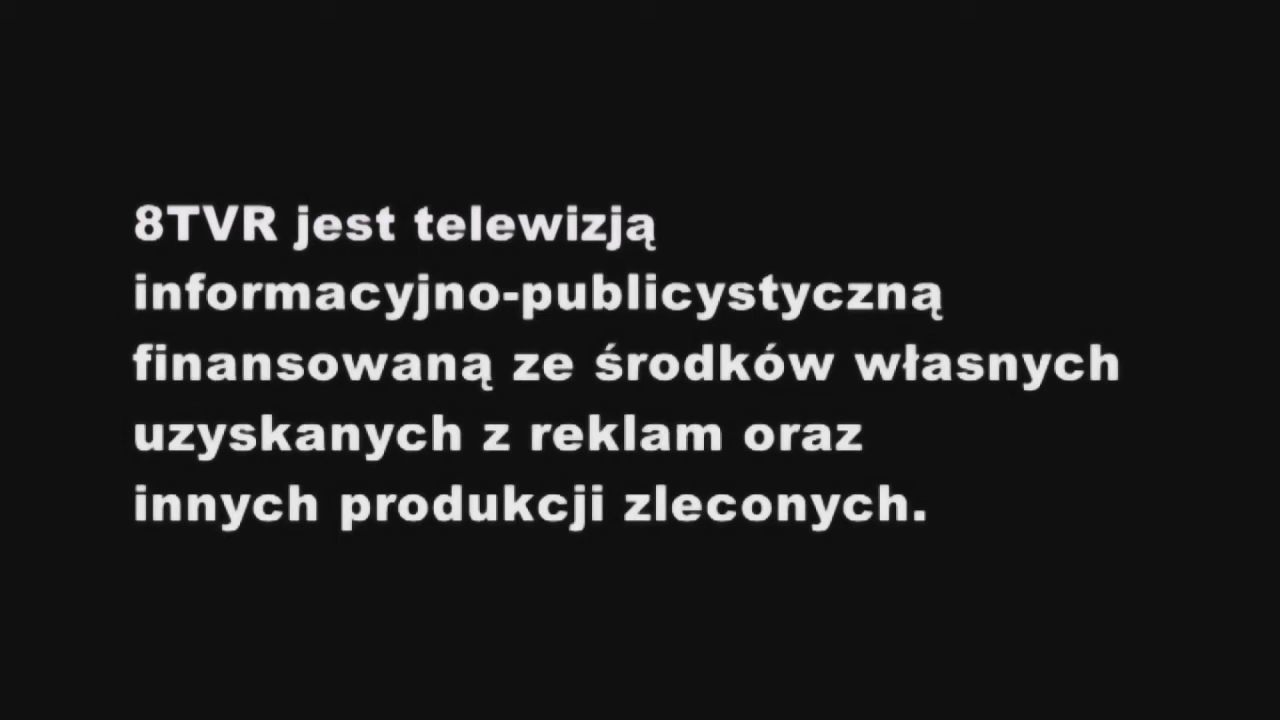 8TVR jest telewizją
informacyjno-publicystyczną
finansowaną ze środków własnych
uzyskanych z reklam oraz
innych produkcji zleconych.